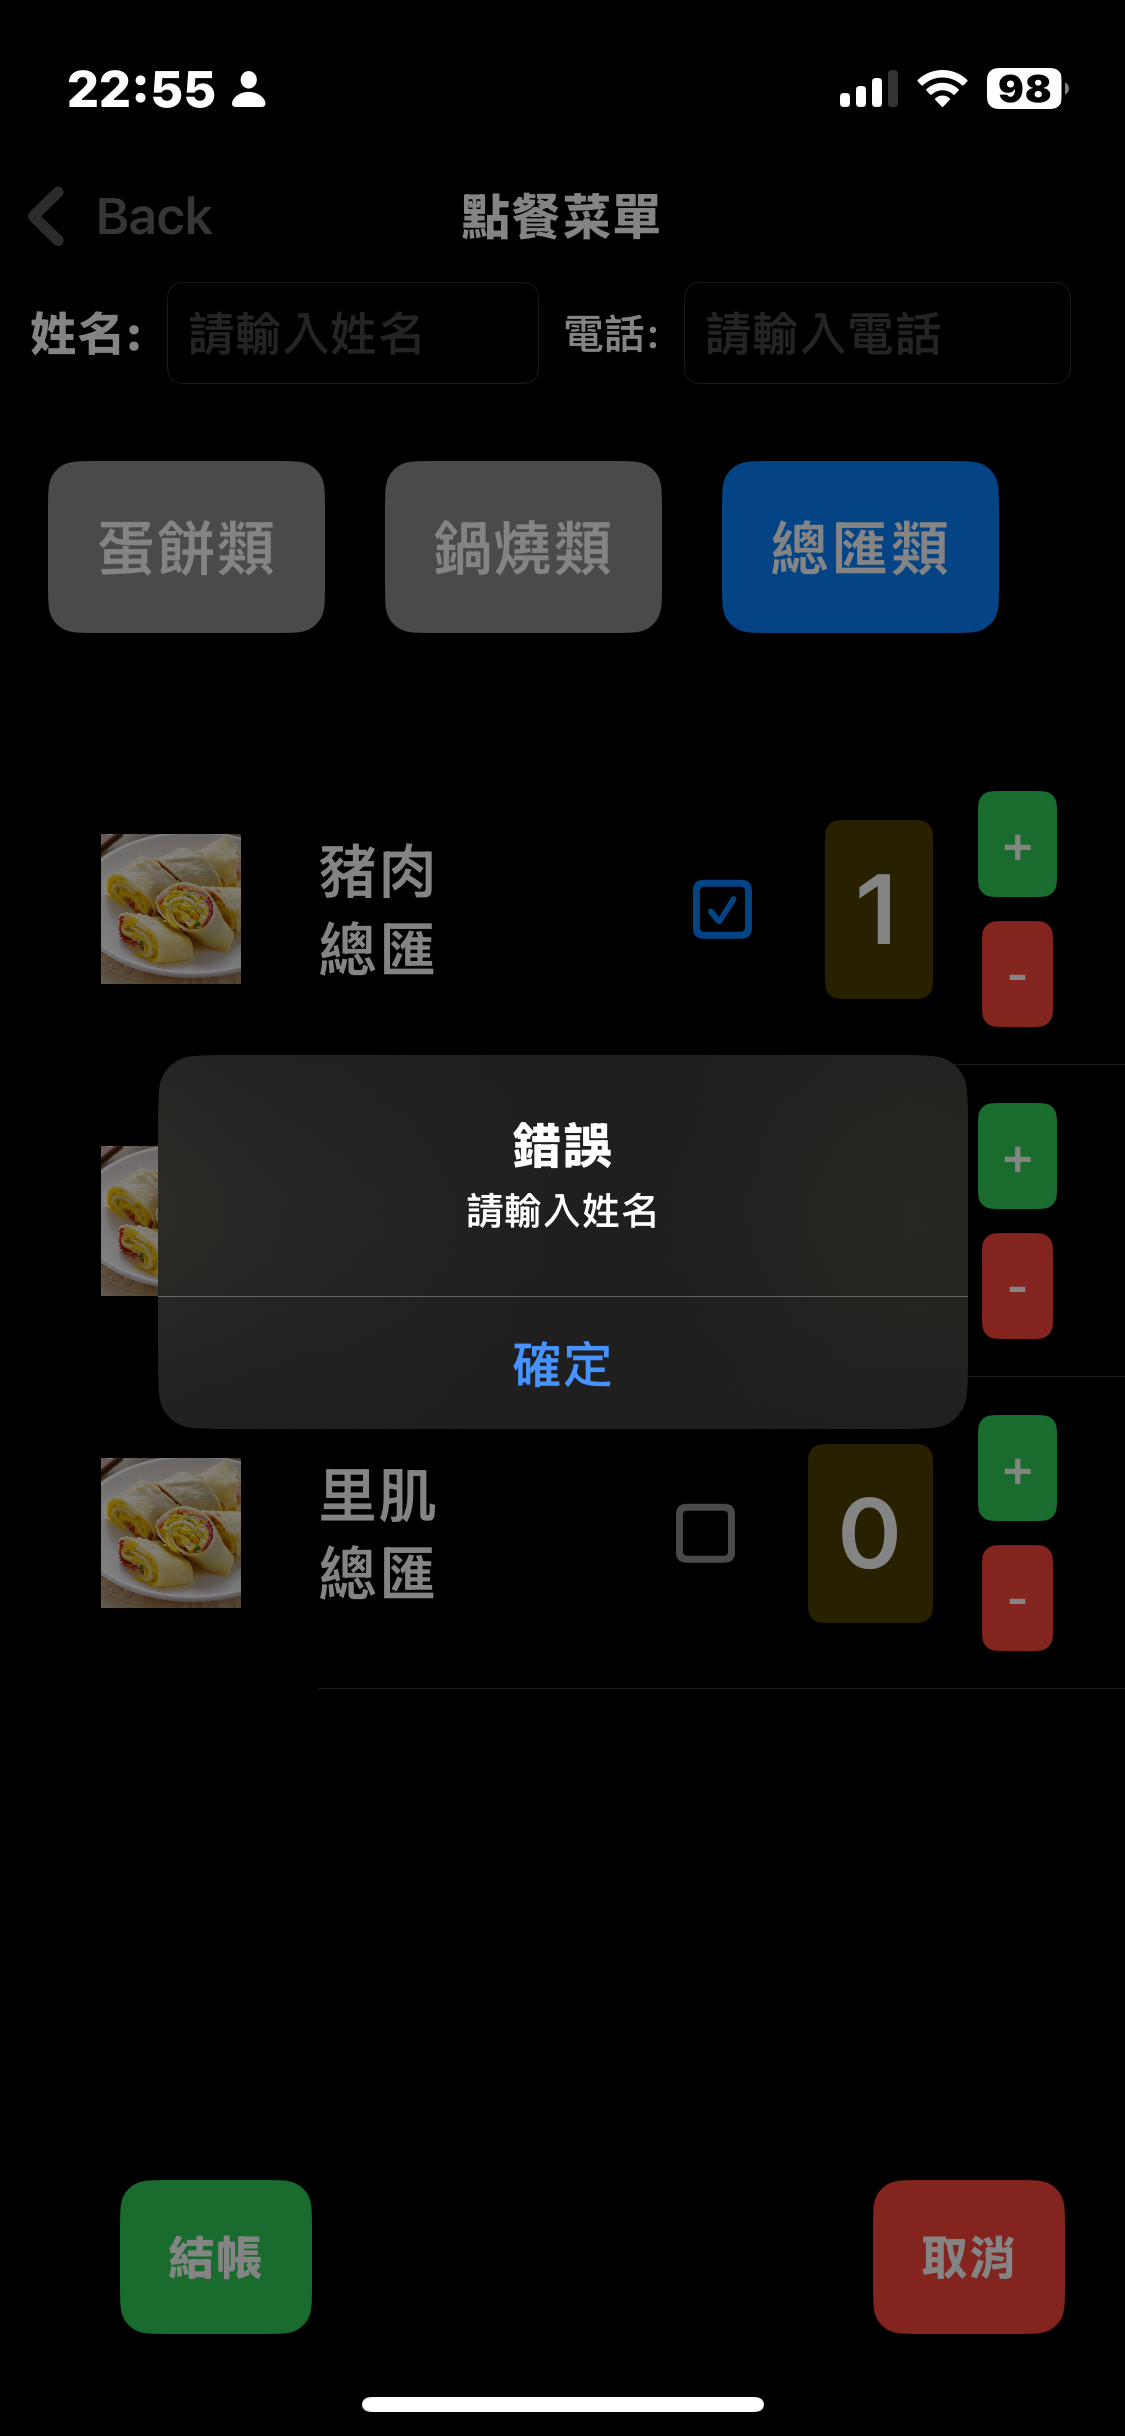 22:55
98
Back
點餐菜單
姓名:
請輸入姓名
電話:
請輸入電話
蛋餅類
鍋燒類
總匯類
豬肉
總匯
1
+
-
錯誤
請輸入姓名
確定
+
-
里肌
總匯
0
+
-
結帳
取消